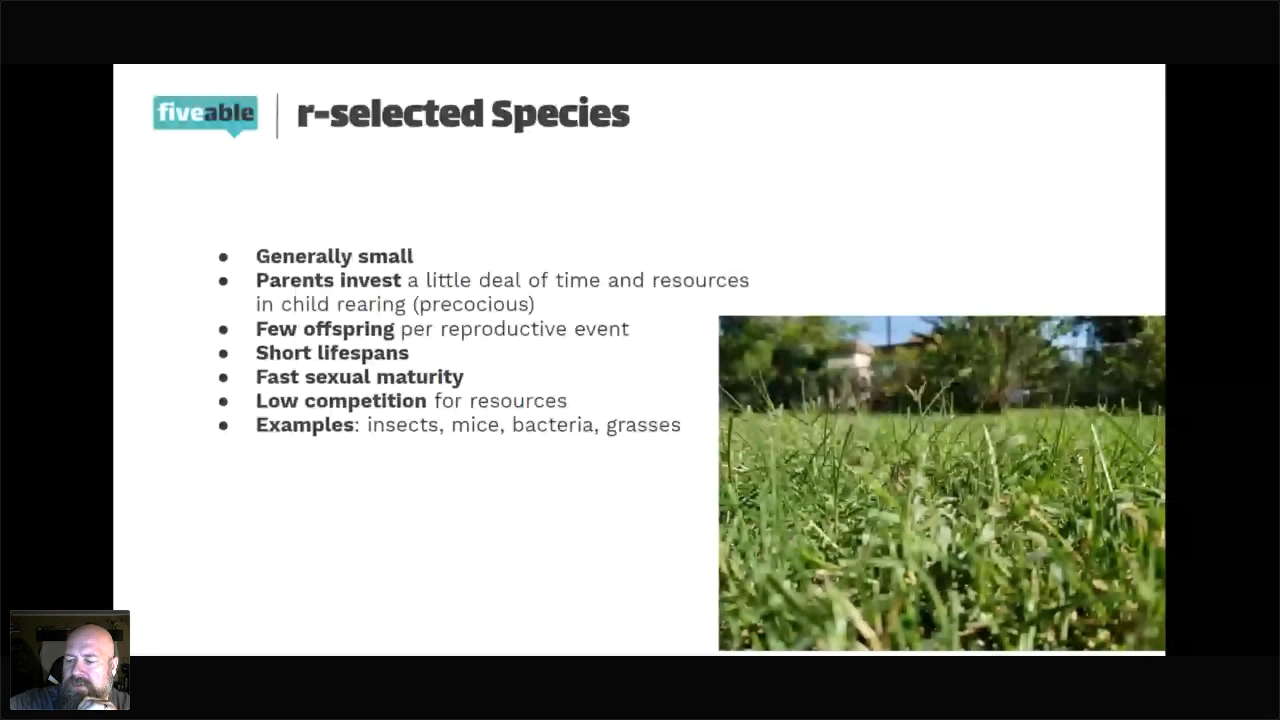 fiveable
r-selected Species
● Generally small
● Parents invest a little deal of time and resources
in child rearing (precocious)
● Few offspring per reproductive event
● Short lifespans
● Fast sexual maturity
● Low competition for resources
● Examples: insects, mice, bacteria, grasses